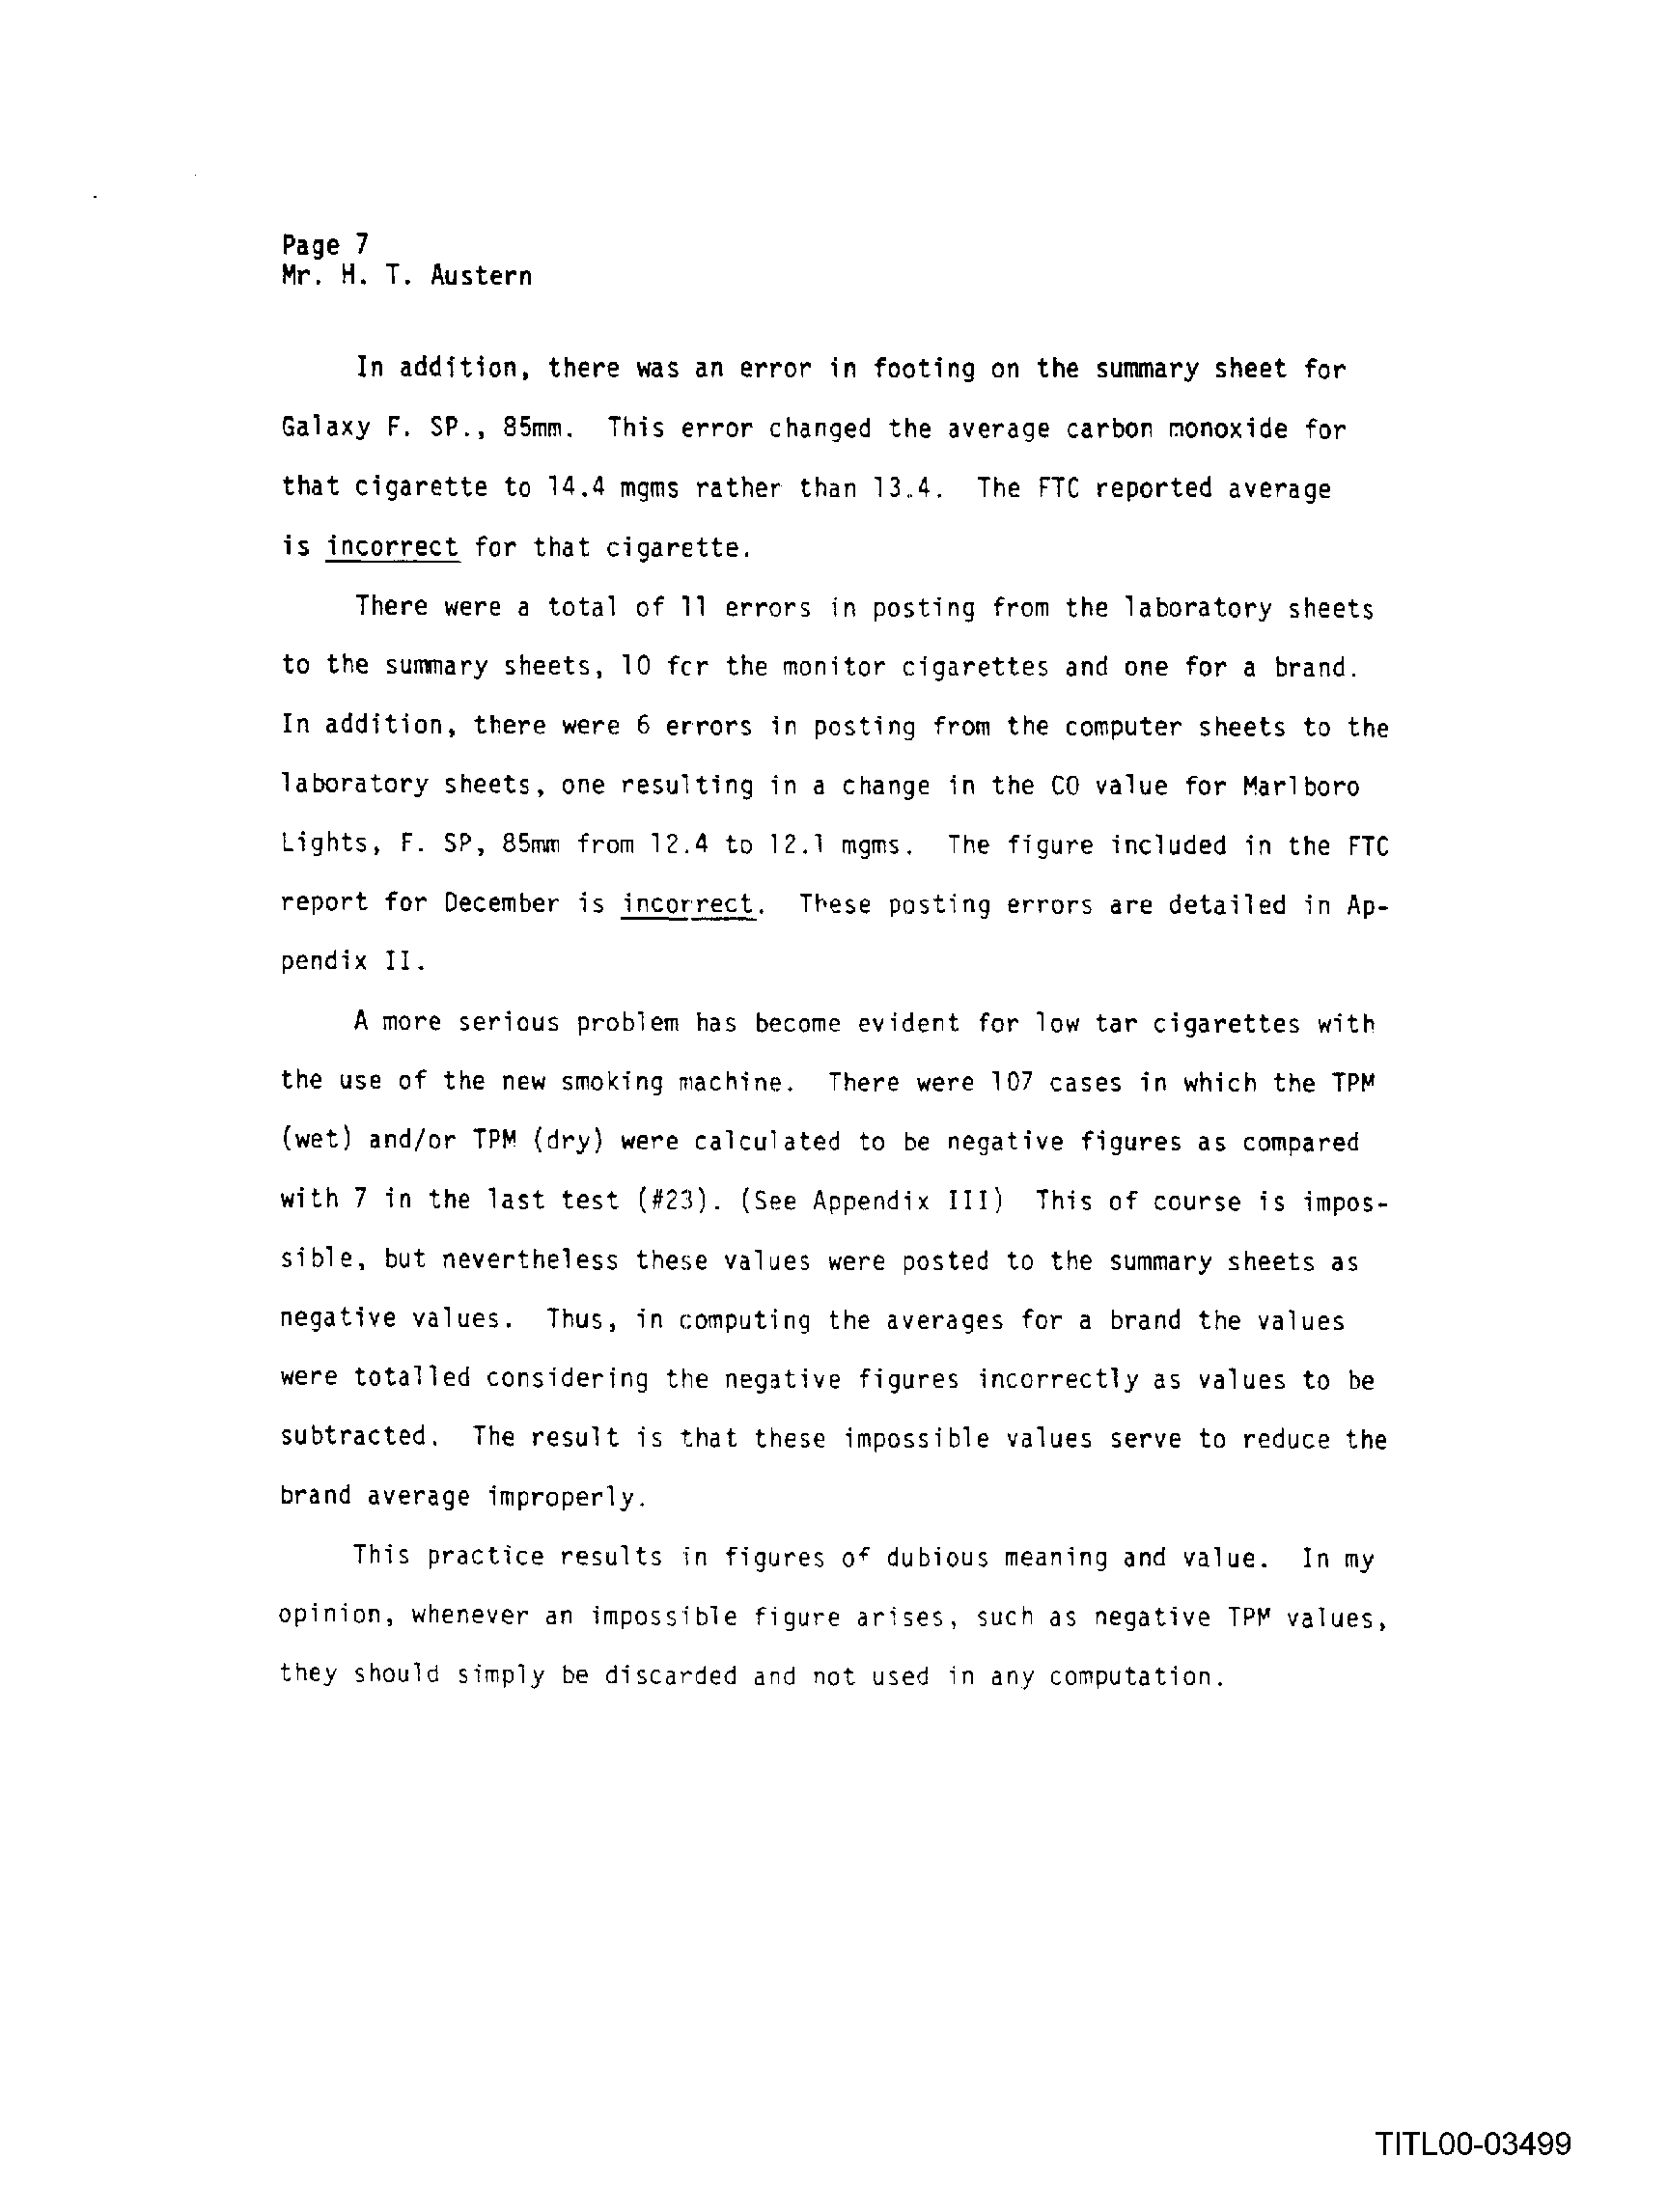 Page 7
Mr. H. T. Austern
In addition, there was an error in footing on the summary sheet for
Galaxy F. SP., 85mm. This error changed the average carbon monoxide for
that cigarette to 14.4 mgms rather than 13.4. The FTC reported average
is incorrect for that cigarette.
There were a total of 11 errors in posting from the laboratory sheets
to the summary sheets, 10 for the monitor cigarettes and one for a brand.
In addition, there were 6 errors in posting from the computer sheets to the
laboratory sheets, one resulting in a change in the CO value for Marlboro
Lights, F. SP, 85mm from 12.4 to 12.1 mgms. The figure included in the FTC
report for December is incorrect. These posting errors are detailed in Ap-
pendix II.
A more serious problem has become evident for low tar cigarettes with
the use of the new smoking machine. There were 107 cases in which the TPM
(wet) and/or TPM (dry) were calculated to be negative figures as compared
with 7 in the last test (#23). (See Appendix III) This of course is impos-
sible, but nevertheless these values were posted to the summary sheets as
negative values. Thus, in computing the averages for a brand the values
were totalled considering the negative figures incorrectly as values to be
subtracted. The result is that these impossible values serve to reduce the
brand average improperly.
This practice results in figures of dubious meaning and value. In my
opinion, whenever an impossible figure arises, such as negative TPM values,
they should simply be discarded and not used in any computation.
TITL00-03499